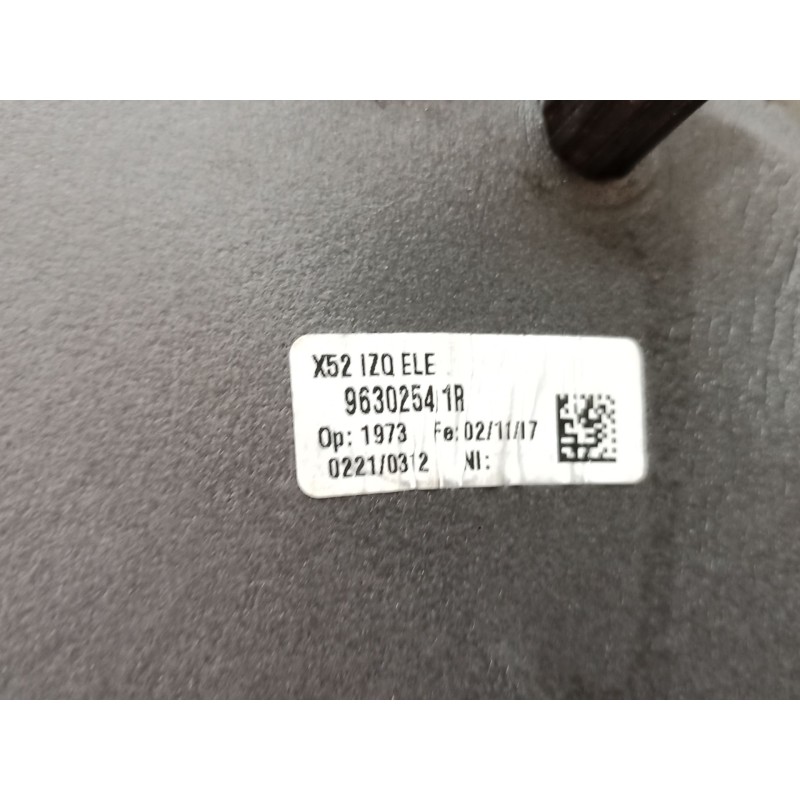 X52 IZQ ELE
963025411R
Op: 1973 Fe: 02/11/17
0221/0312 NI: